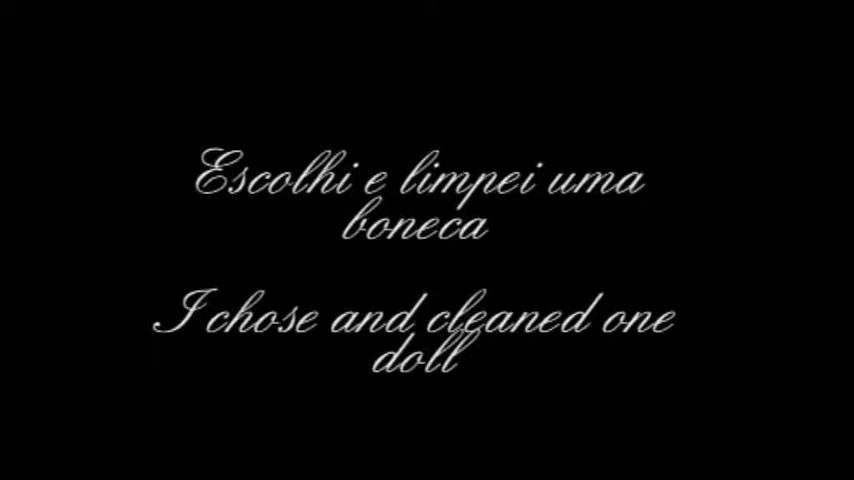 Escolhi e limpei uma
boneca
I chose and cleaned one
doll